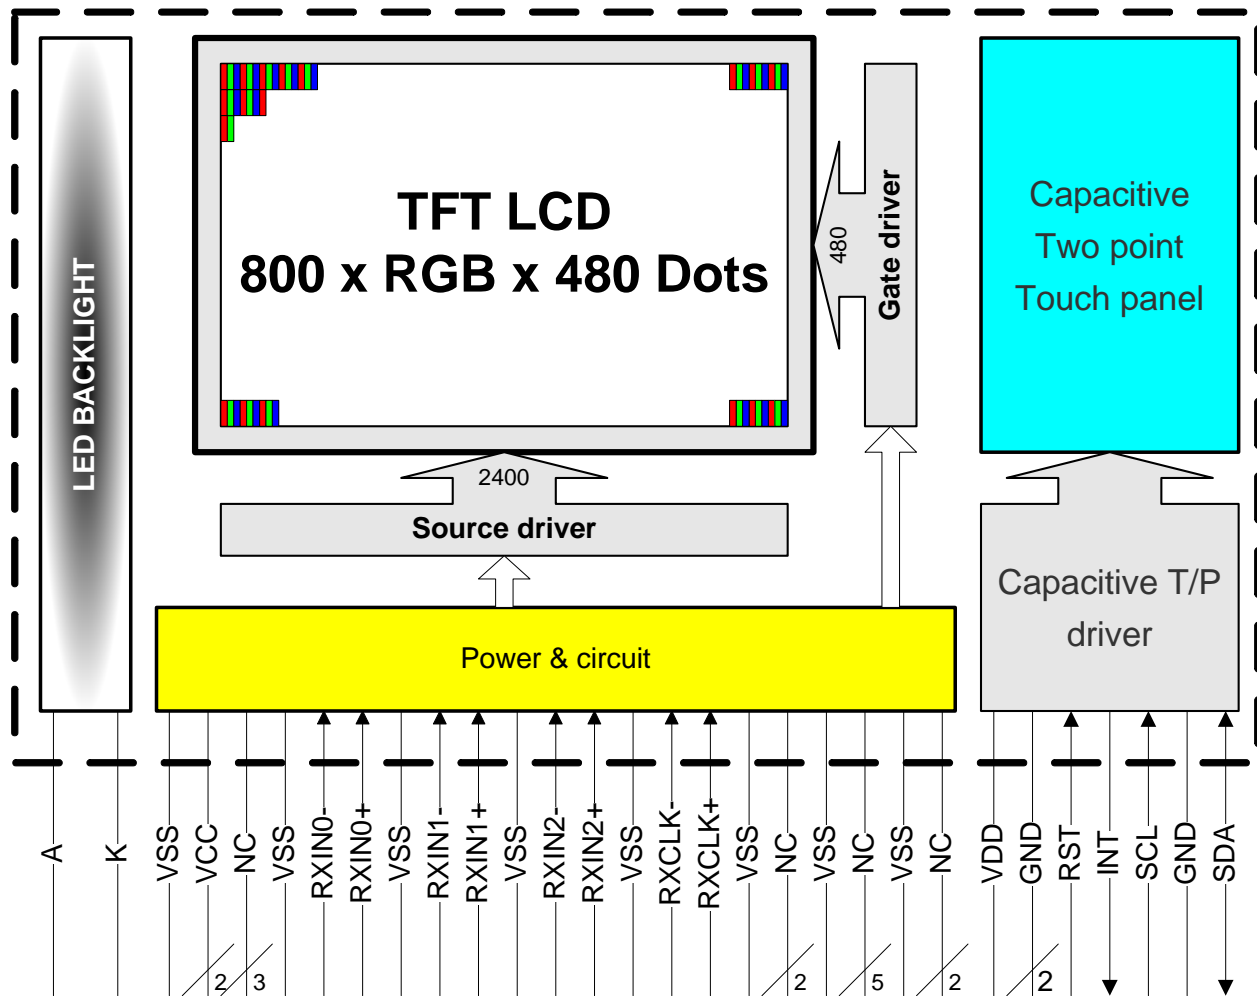 LED BACKLIGHT
TFT LCD
800 x RGB x 480 Dots
480
Gate driver
Capacitive
Two point
Touch panel
2400
Source driver
Capacitive T/P
driver
Power & circuit
A
K
VSS
VCC
NC
VSS
RXIN0-
RXIN0+
VSS
RXIN1-
RXIN1+
VSS
RXIN2-
RXIN2+
VSS
RXCLK-
RXCLK+
VSS
NC
VSS
NC
VSS
NC
VDD
GND
RST
INT
SCL
GND
SDA
2
3
2
5
2
2